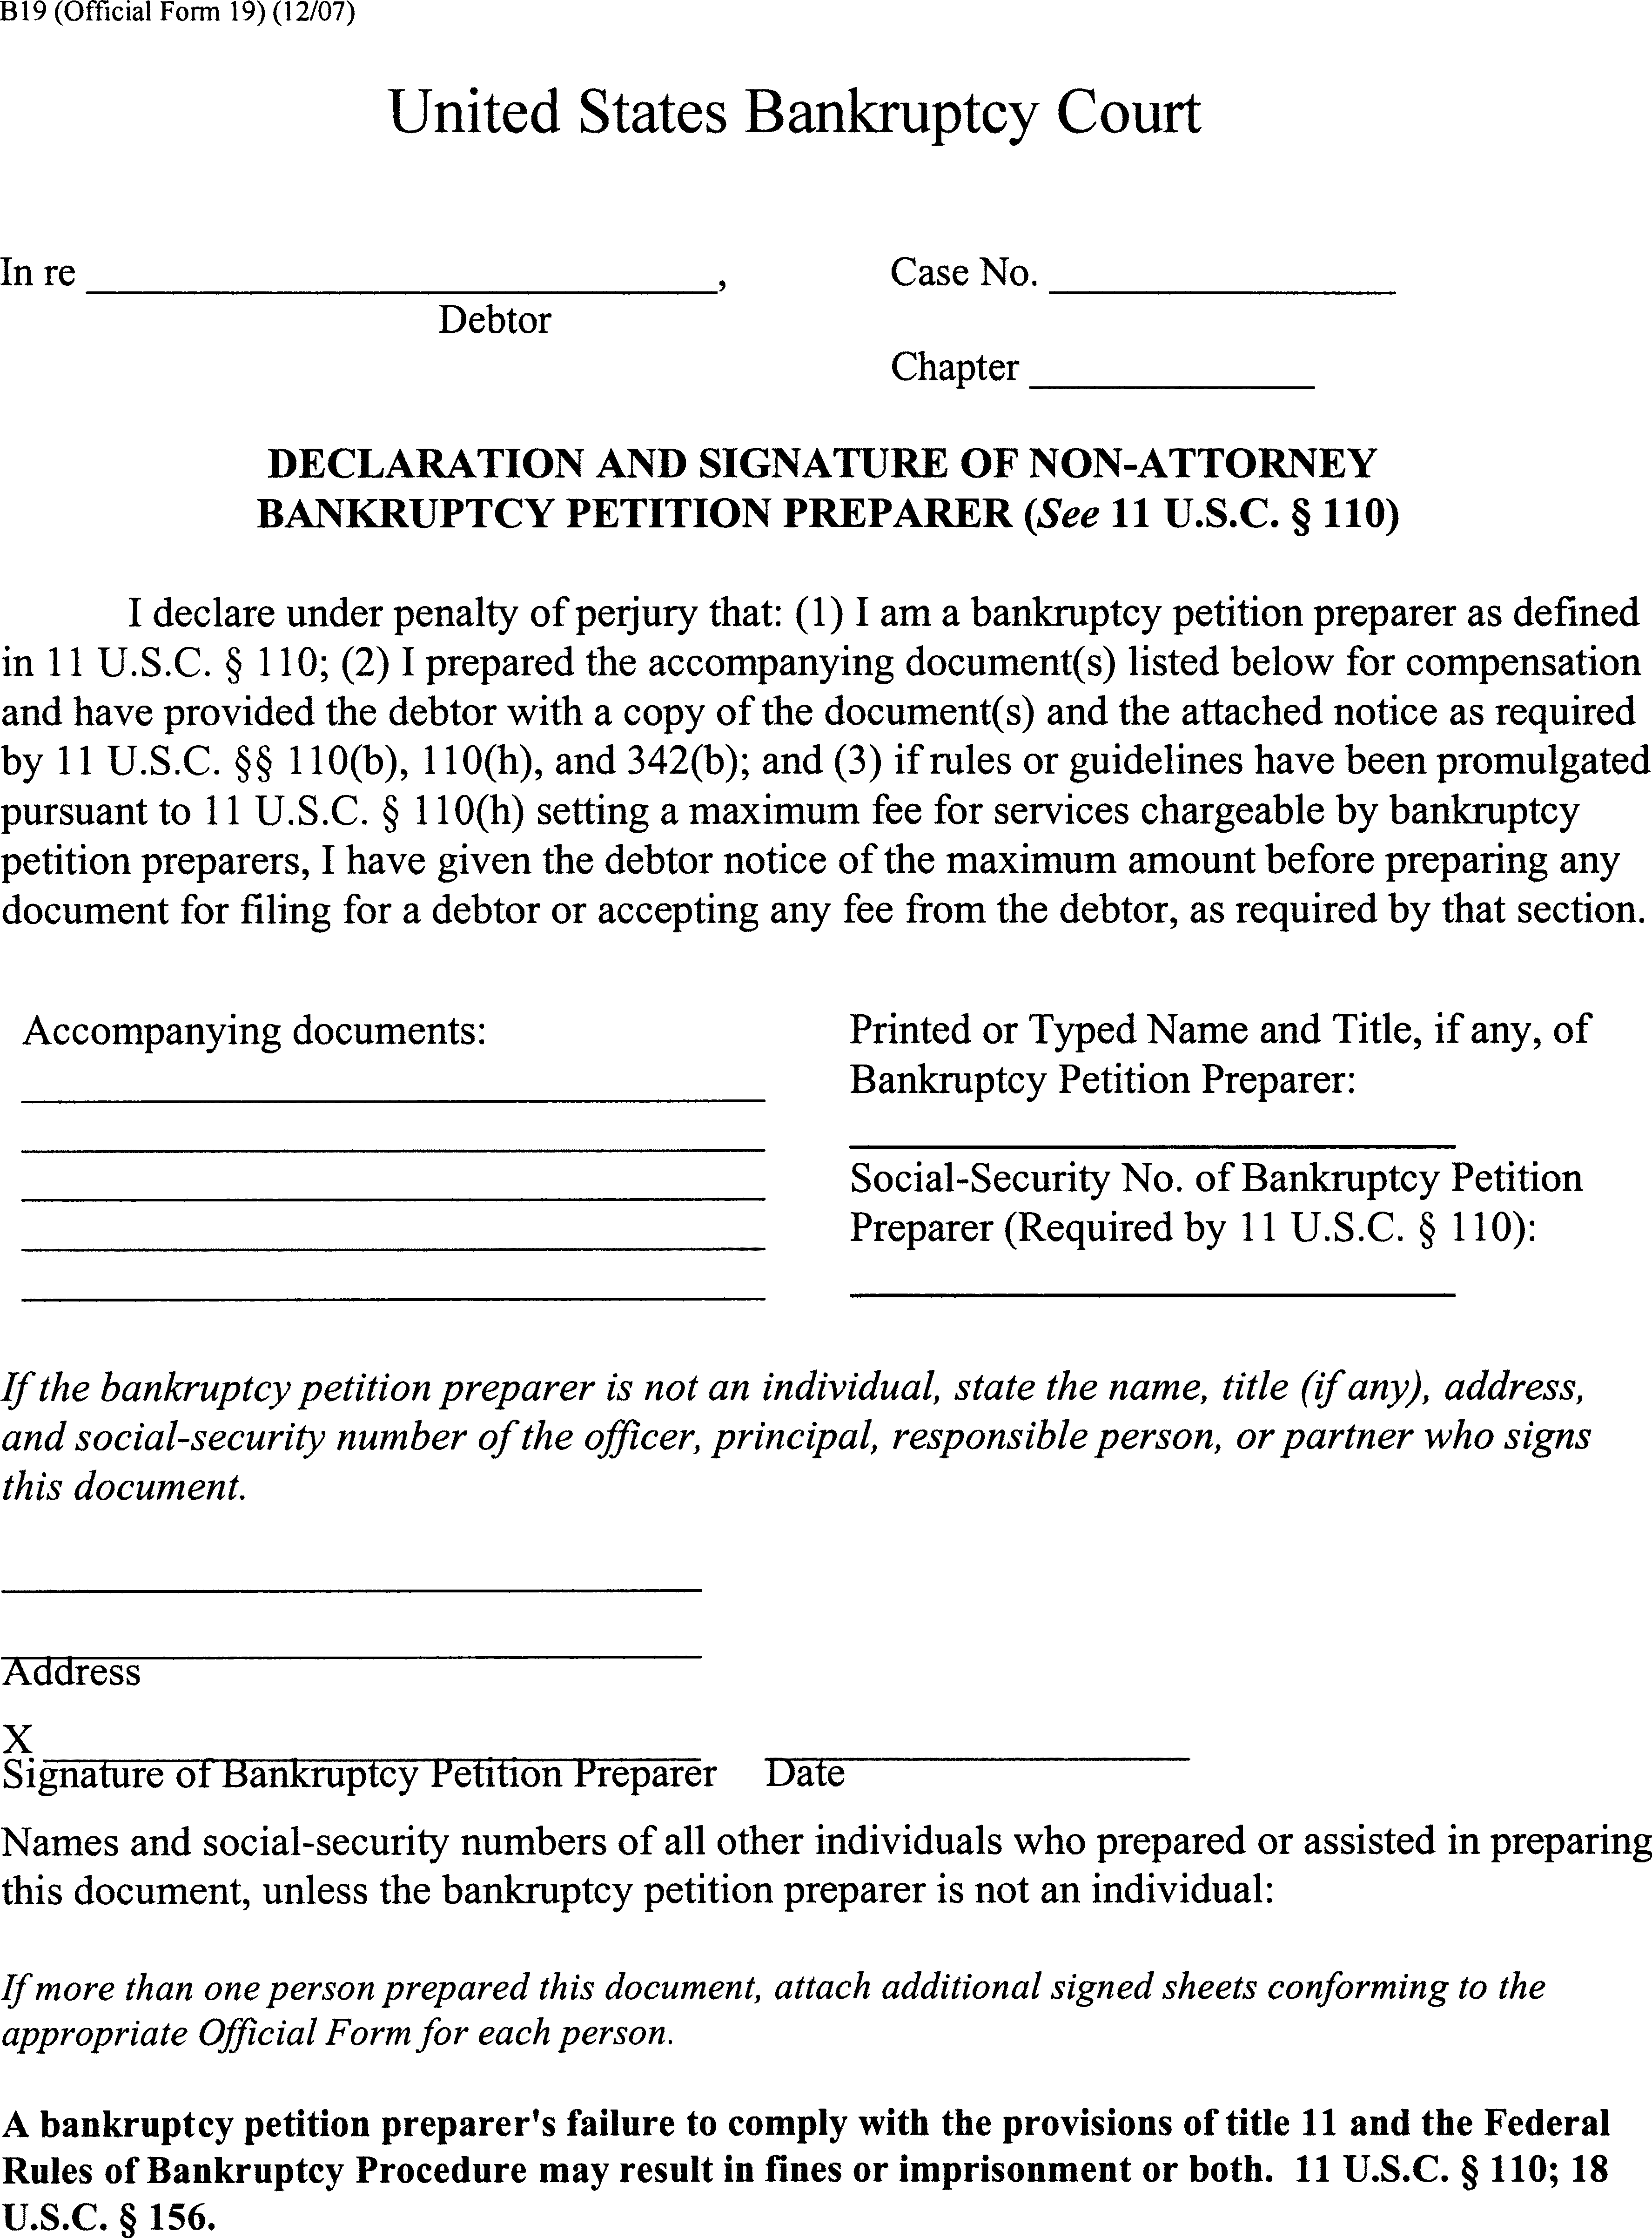 B19 (Official Form 19) (12/07)
United States Bankruptcy Court
In re ,
Debtor
Case No.
Chapter
DECLARATION AND SIGNATURE OF NON-ATTORNEY
BANKRUPTCY PETITION PREPARER (See 11 U.S.C. § 110)
I declare under penalty of perjury that: (1) I am a bankruptcy petition preparer as defined
in 11 U.S.C. § 110; (2) I prepared the accompanying document(s) listed below for compensation
and have provided the debtor with a copy of the document(s) and the attached notice as required
by 11 U.S.C. §§ 110(b), 110(h), and 342(b); and (3) if rules or guidelines have been promulgated
pursuant to 11 U.S.C. § 110(h) setting a maximum fee for services chargeable by bankruptcy
petition preparers, I have given the debtor notice of the maximum amount before preparing any
document for filing for a debtor or accepting any fee from the debtor, as required by that section.
Accompanying documents:
Printed or Typed Name and Title, if any, of
Bankruptcy Petition Preparer:
Social-Security No. of Bankruptcy Petition
Preparer (Required by 11 U.S.C. § 110):
If the bankruptcy petition preparer is not an individual, state the name, title (if any), address,
and social-security number of the officer, principal, responsible person, or partner who signs
this document.
Address
X
Signature of Bankruptcy Petition Preparer
Date
Names and social-security numbers of all other individuals who prepared or assisted in preparing
this document, unless the bankruptcy petition preparer is not an individual:
If more than one person prepared this document, attach additional signed sheets conforming to the
appropriate Official Form for each person.
A bankruptcy petition preparer's failure to comply with the provisions of title 11 and the Federal
Rules of Bankruptcy Procedure may result in fines or imprisonment or both. 11 U.S.C. § 110; 18
U.S.C. § 156.